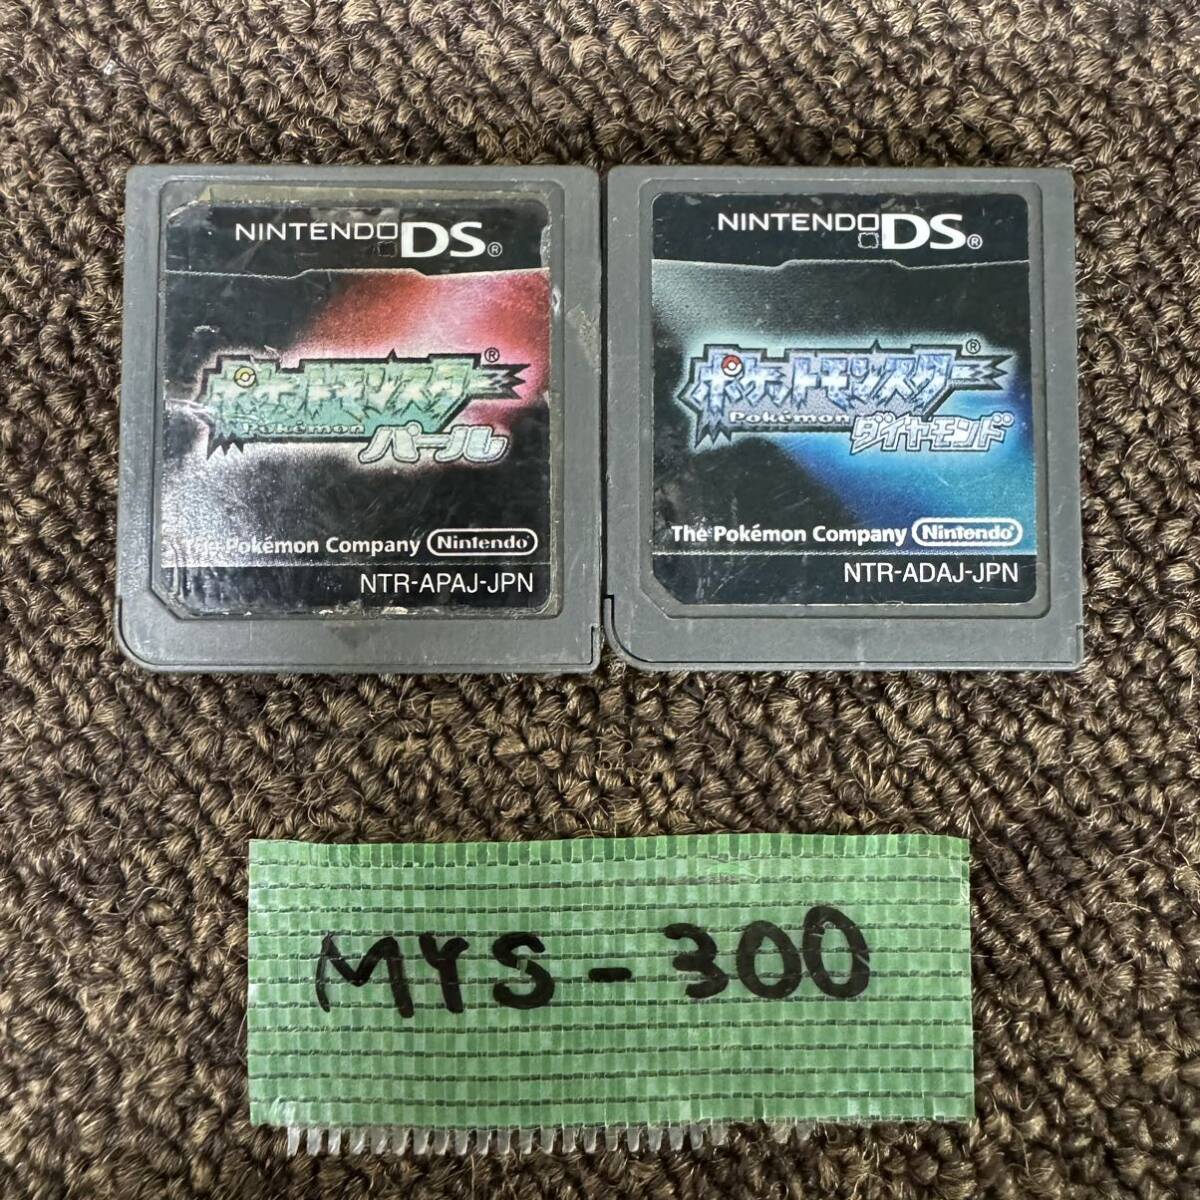 NINTENDO DS®
ポケットモンスター®
Pokémon パール
The Pokémon Company Nintendo®
NTR-APAJ-JPN
NINTENDO DS®
ポケットモンスター®
Pokémon ダイヤモンド
The Pokémon Company Nintendo®
NTR-ADAJ-JPN
MYS-300